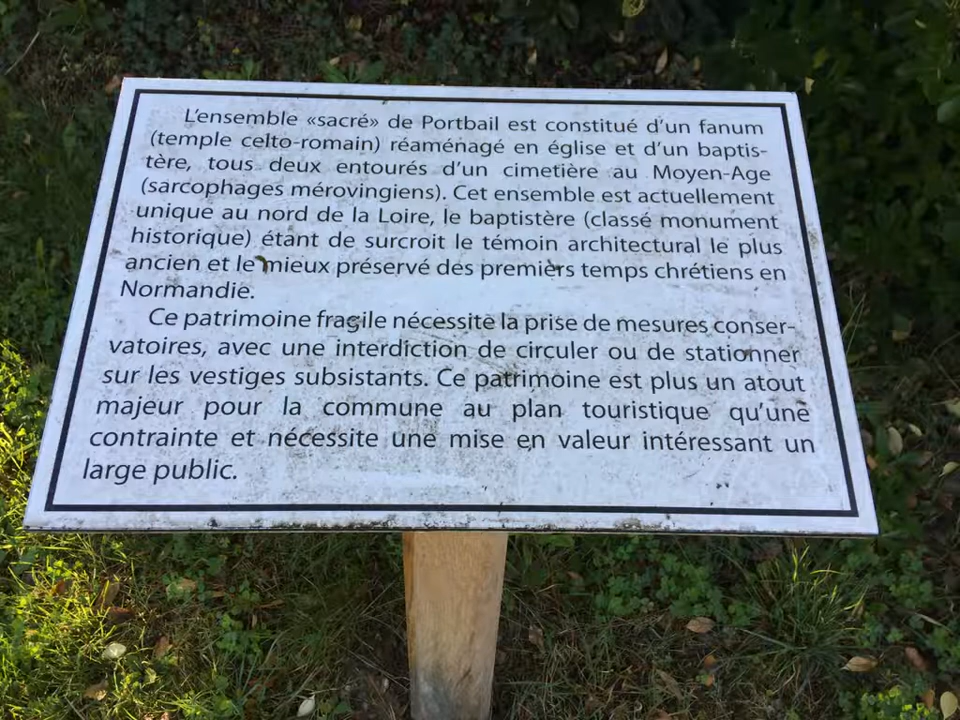 L'ensemble «sacré» de Portbail est constitué d'un fanum
(temple celto-romain) réaménagé en église et d'un baptis-
tère, tous deux entourés d'un cimetière au Moyen-Age
(sarcophages mérovingiens). Cet ensemble est actuellement
unique au nord de la Loire, le baptistère (classé monument
historique) étant de surcroit le témoin architectural le plus
ancien et le mieux préservé des premiers temps chrétiens en
Normandie.
Ce patrimoine fragile nécessite la prise de mesures conser-
vatoires, avec une interdiction de circuler ou de stationner
sur les vestiges subsistants. Ce patrimoine est plus un atout
majeur pour la commune au plan touristique qu'une
contrainte et nécessite une mise en valeur intéressant un
large public.